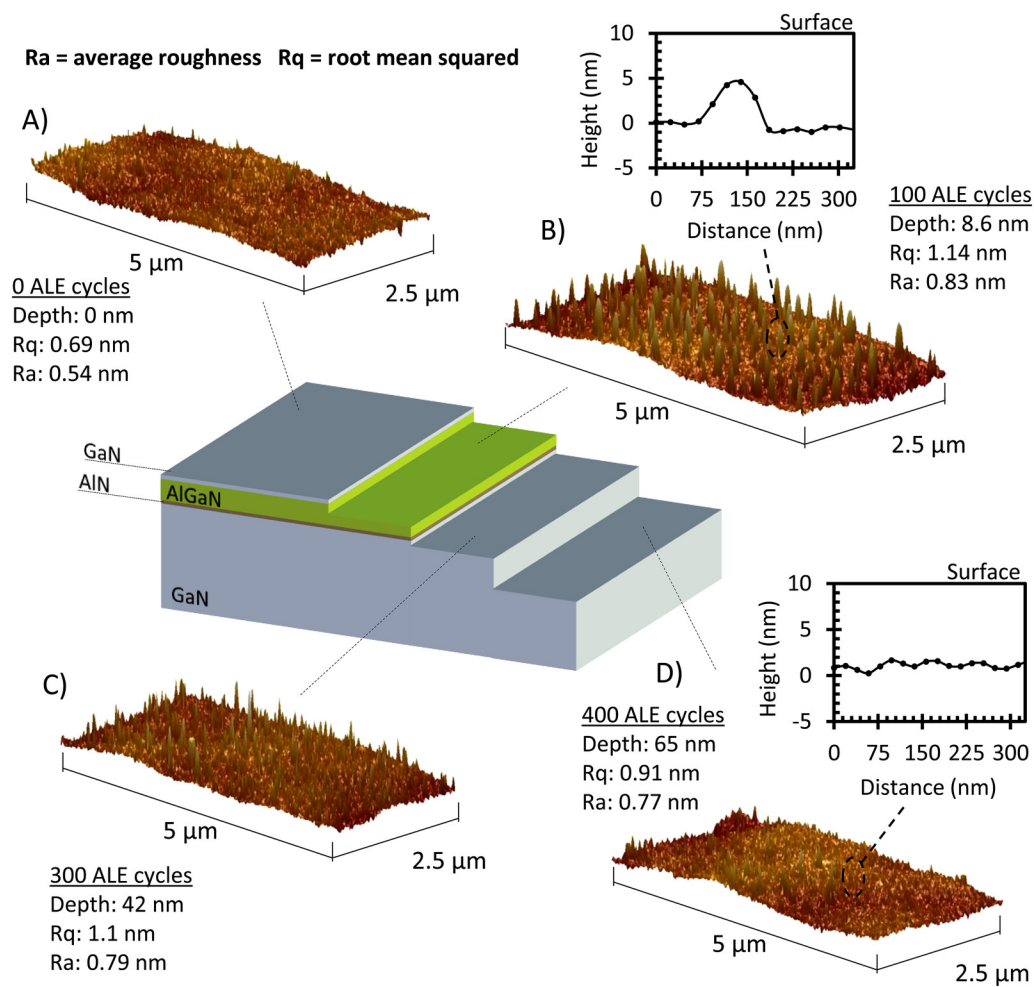 Ra = average roughness   Rq = root mean squared
A)
5 µm
2.5 µm
0 ALE cycles
Depth: 0 nm
Rq: 0.69 nm
Ra: 0.54 nm
Surface
Height (nm)
10
5
0
-5
0 75 150 225 300
Distance (nm)
B)
100 ALE cycles
Depth: 8.6 nm
Rq: 1.14 nm
Ra: 0.83 nm
5 µm
2.5 µm
GaN
AlN
AlGaN
GaN
C)
5 µm
2.5 µm
300 ALE cycles
Depth: 42 nm
Rq: 1.1 nm
Ra: 0.79 nm
D)
400 ALE cycles
Depth: 65 nm
Rq: 0.91 nm
Ra: 0.77 nm
Surface
Height (nm)
10
5
0
-5
0 75 150 225 300
Distance (nm)
5 µm
2.5 µm